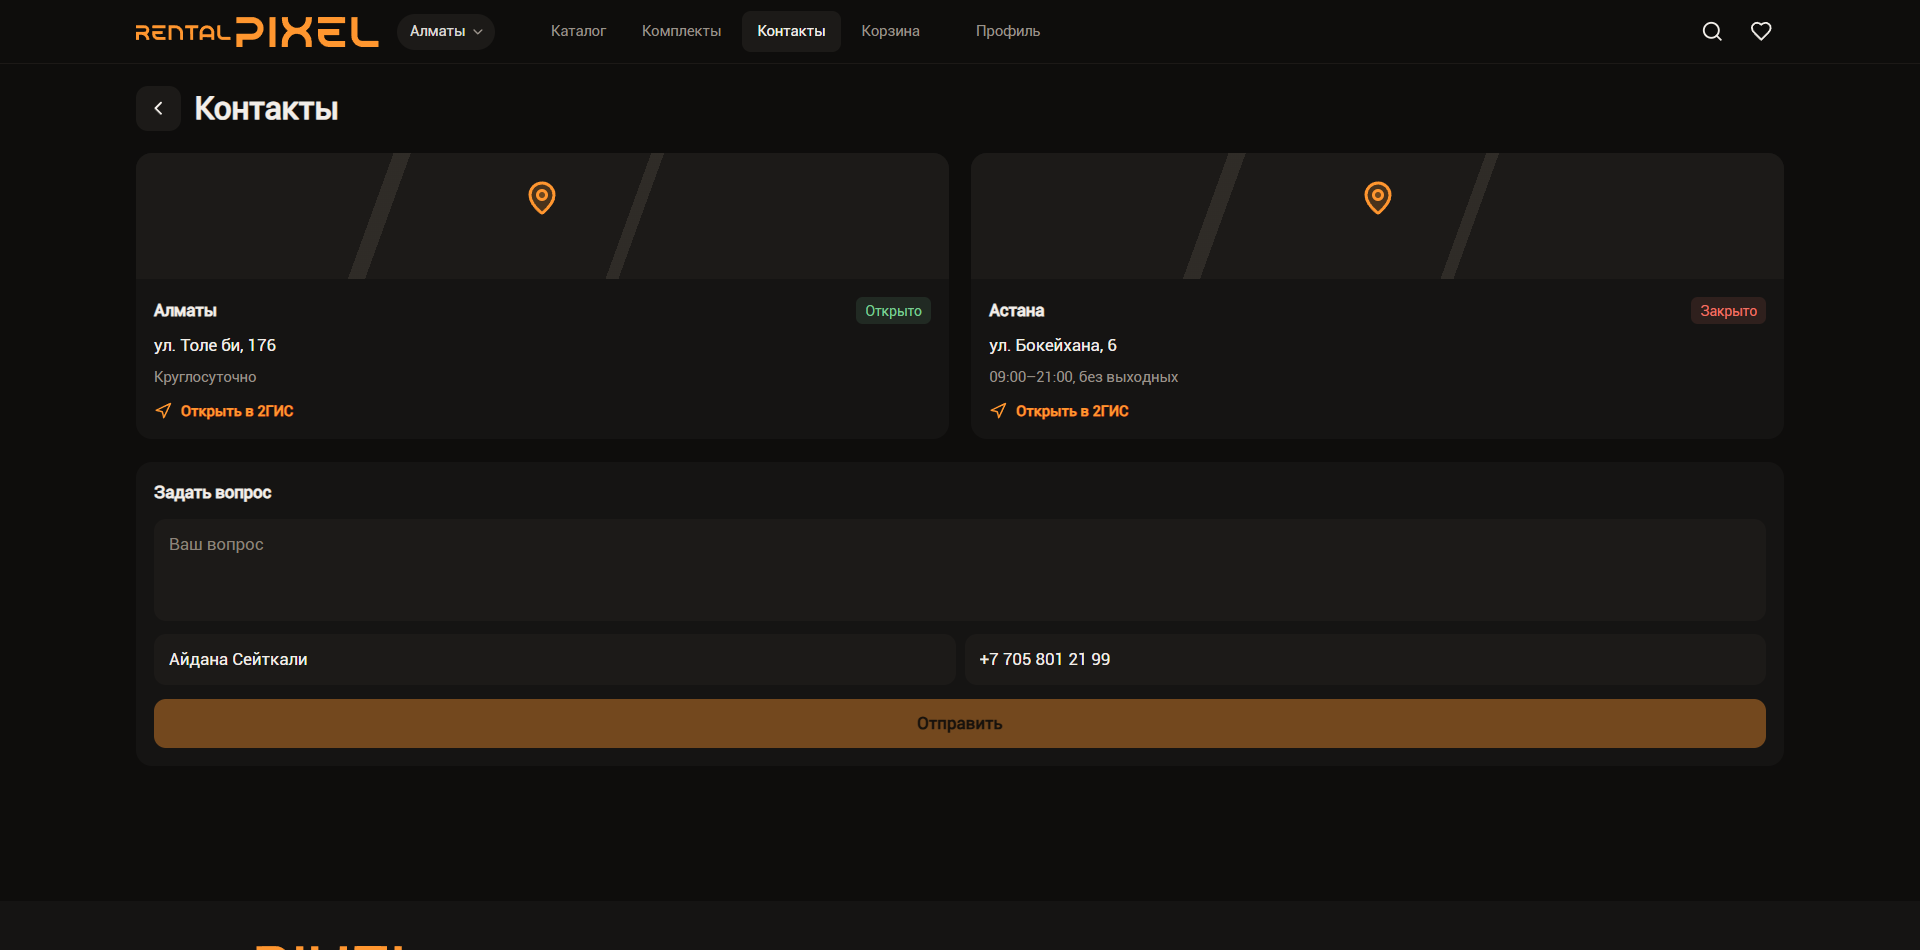 RENTAL PIXEL
Алматы
Каталог
Комплекты
Контакты
Корзина
Профиль
Контакты
Алматы
Открыто
ул. Толе би, 176
Круглосуточно
Открыть в 2ГИС
Астана
Закрыто
ул. Бокейхана, 6
09:00–21:00, без выходных
Открыть в 2ГИС
Задать вопрос
Ваш вопрос
Айдана Сейткали
+7 705 801 21 99
Отправить